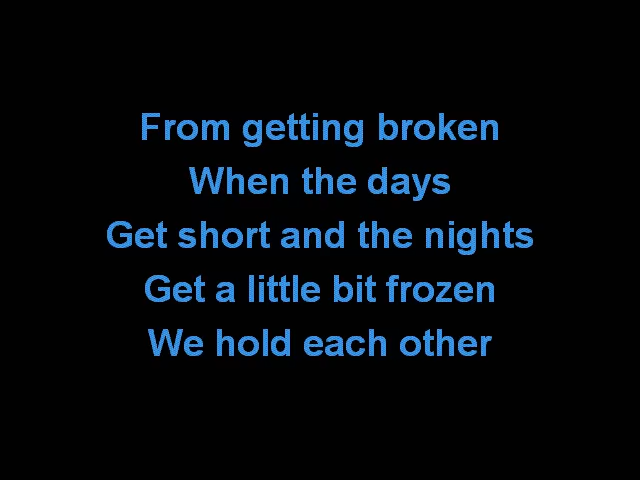 From getting broken
When the days
Get short and the nights
Get a little bit frozen
We hold each other